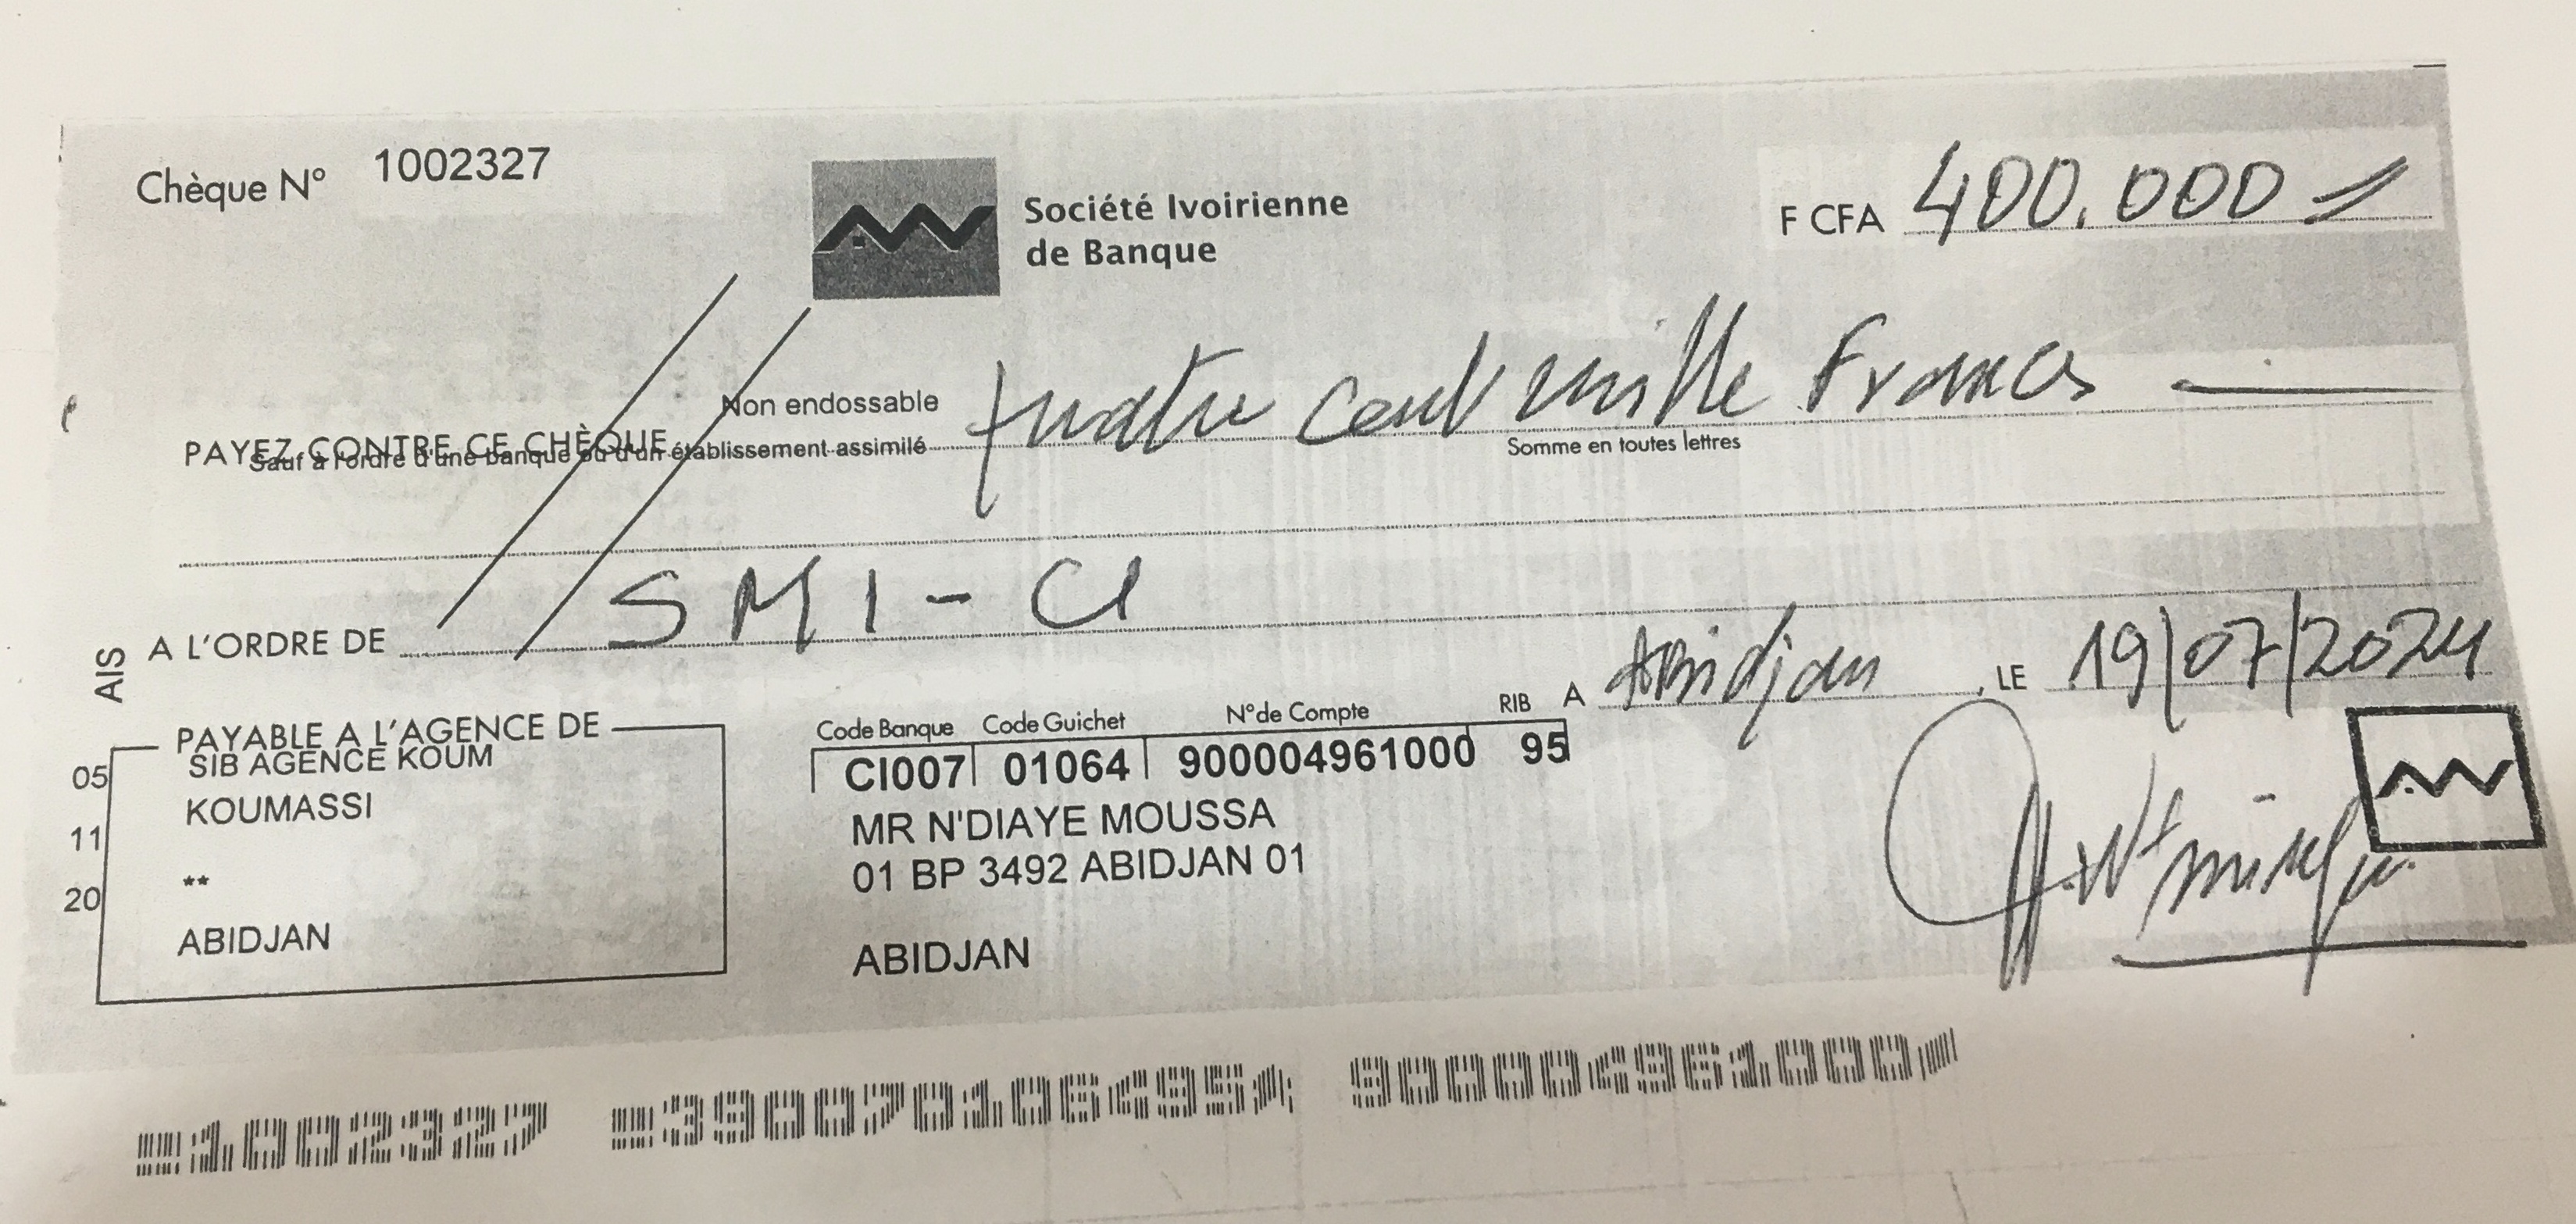 Chèque N° 1002327
Société Ivoirienne
de Banque
F CFA 400.000
Non endossable
quatre cent mille Francs
PAYEZ CONTRE CE CHÈQUE
Sauf à l'ordre d'une banque ou d'un établissement assimilé
Somme en toutes lettres
A L'ORDRE DE SMI-CI
A Abidjan, LE 19/07/2024
AIS
05
11
20
PAYABLE A L'AGENCE DE
SIB AGENCE KOUM
KOUMASSI
**
ABIDJAN
Code Banque Code Guichet N°de Compte RIB
CI007 01064 900004961000 95
MR N'DIAYE MOUSSA
01 BP 3492 ABIDJAN 01
ABIDJAN
1002327 390070106495 900004961000